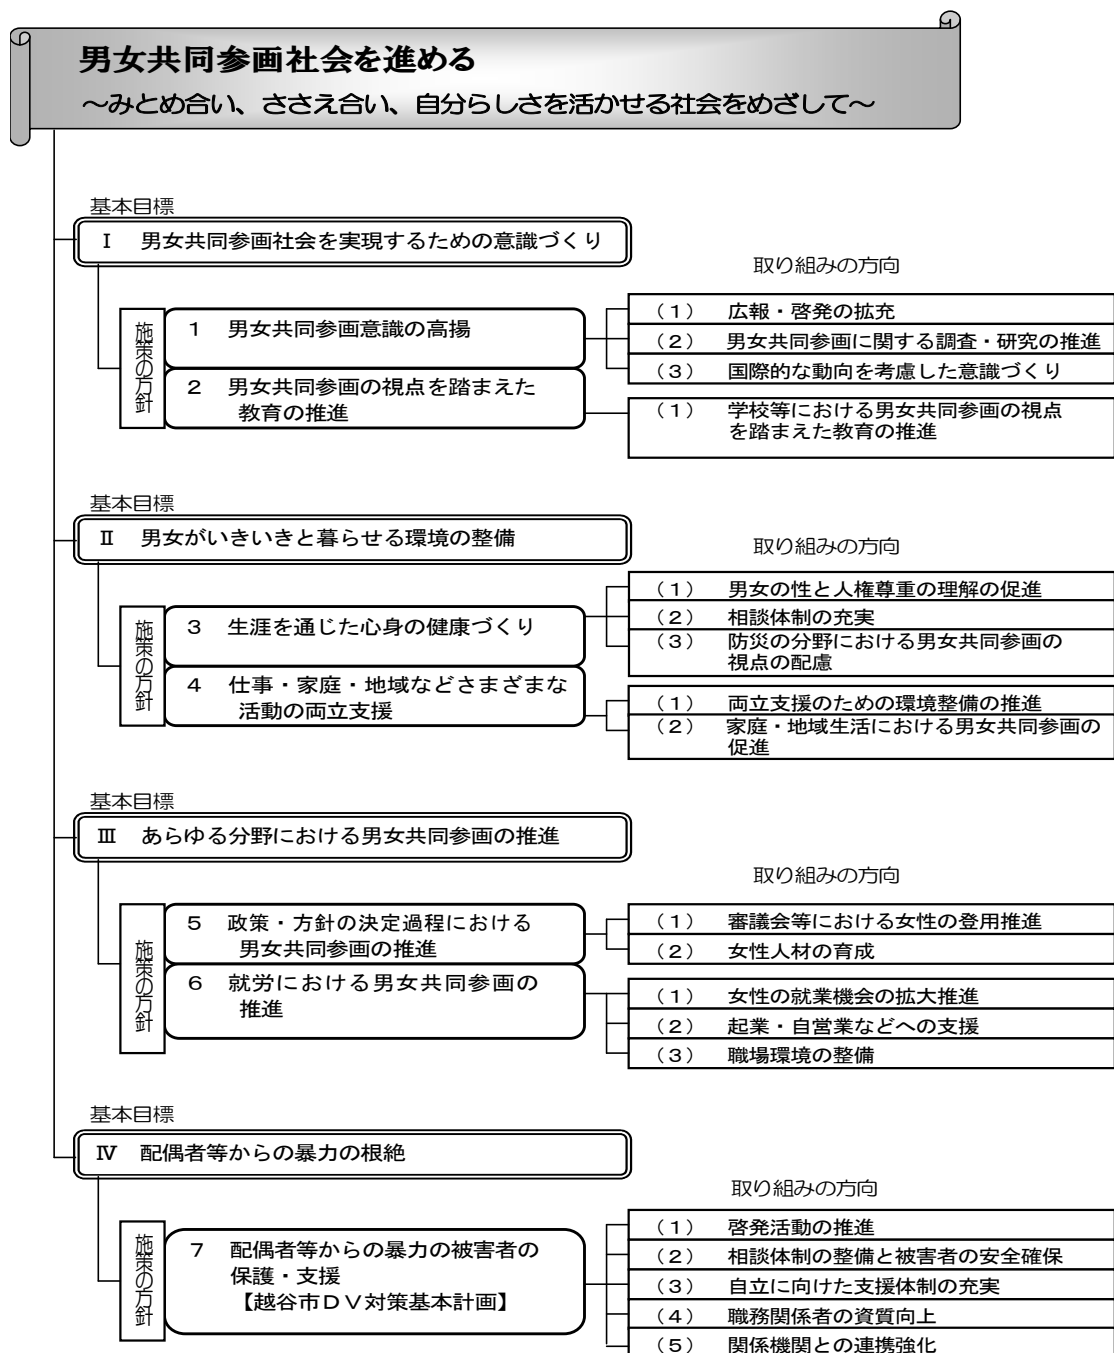 男女共同参画社会を進める
～みとめ合い、ささえ合い、自分らしさを活かせる社会をめざして～
基本目標
Ⅰ 男女共同参画社会を実現するための意識づくり
取り組みの方向
施策の方針
1 男女共同参画意識の高揚
（1） 広報・啓発の拡充
（2） 男女共同参画に関する調査・研究の推進
（3） 国際的な動向を考慮した意識づくり
2 男女共同参画の視点を踏まえた
教育の推進
（1） 学校等における男女共同参画の視点
を踏まえた教育の推進
基本目標
Ⅱ 男女がいきいきと暮らせる環境の整備
取り組みの方向
施策の方針
3 生涯を通じた心身の健康づくり
（1） 男女の性と人権尊重の理解の促進
（2） 相談体制の充実
（3） 防災の分野における男女共同参画の
視点の配慮
4 仕事・家庭・地域などさまざまな
活動の両立支援
（1） 両立支援のための環境整備の推進
（2） 家庭・地域生活における男女共同参画の
促進
基本目標
Ⅲ あらゆる分野における男女共同参画の推進
取り組みの方向
施策の方針
5 政策・方針の決定過程における
男女共同参画の推進
（1） 審議会等における女性の登用推進
（2） 女性人材の育成
6 就労における男女共同参画の
推進
（1） 女性の就業機会の拡大推進
（2） 起業・自営業などへの支援
（3） 職場環境の整備
基本目標
Ⅳ 配偶者等からの暴力の根絶
取り組みの方向
施策の方針
7 配偶者等からの暴力の被害者の
保護・支援
【越谷市ＤＶ対策基本計画】
（1） 啓発活動の推進
（2） 相談体制の整備と被害者の安全確保
（3） 自立に向けた支援体制の充実
（4） 職務関係者の資質向上
（5） 関係機関との連携強化